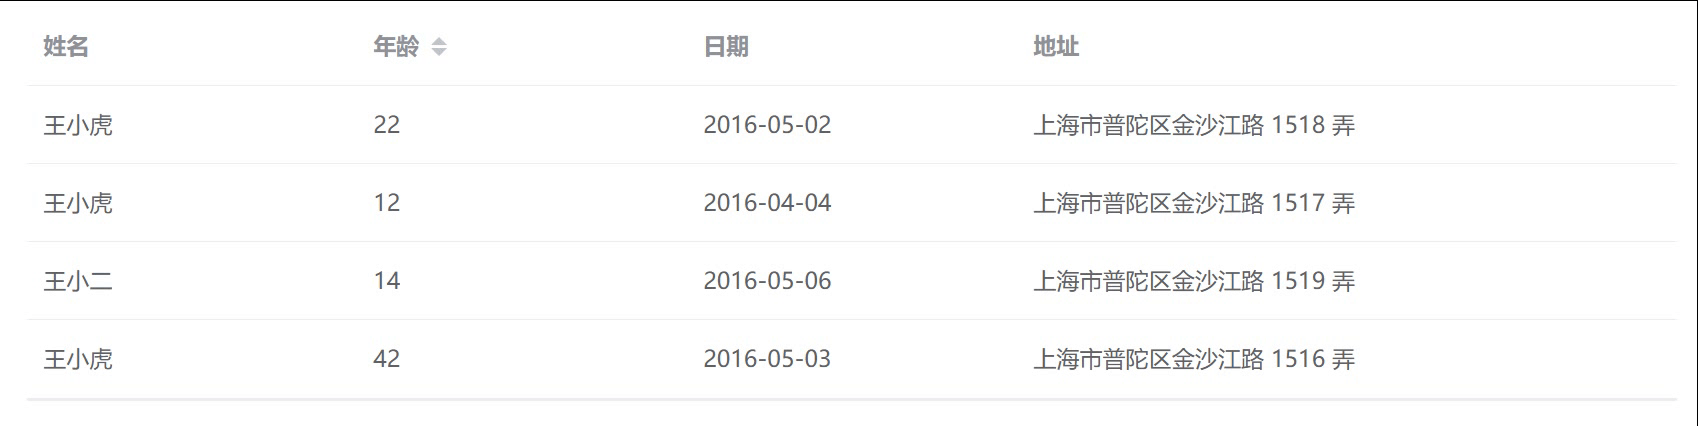 姓名 年龄 日期 地址
王小虎 22 2016-05-02 上海市普陀区金沙江路 1518 弄
王小虎 12 2016-04-04 上海市普陀区金沙江路 1517 弄
王小二 14 2016-05-06 上海市普陀区金沙江路 1519 弄
王小虎 42 2016-05-03 上海市普陀区金沙江路 1516 弄